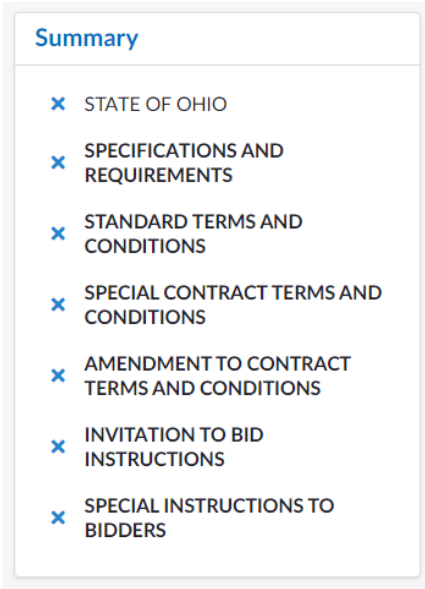 Summary
STATE OF OHIO
SPECIFICATIONS AND
REQUIREMENTS
STANDARD TERMS AND
CONDITIONS
SPECIAL CONTRACT TERMS AND
CONDITIONS
AMENDMENT TO CONTRACT
TERMS AND CONDITIONS
INVITATION TO BID
INSTRUCTIONS
SPECIAL INSTRUCTIONS TO
BIDDERS